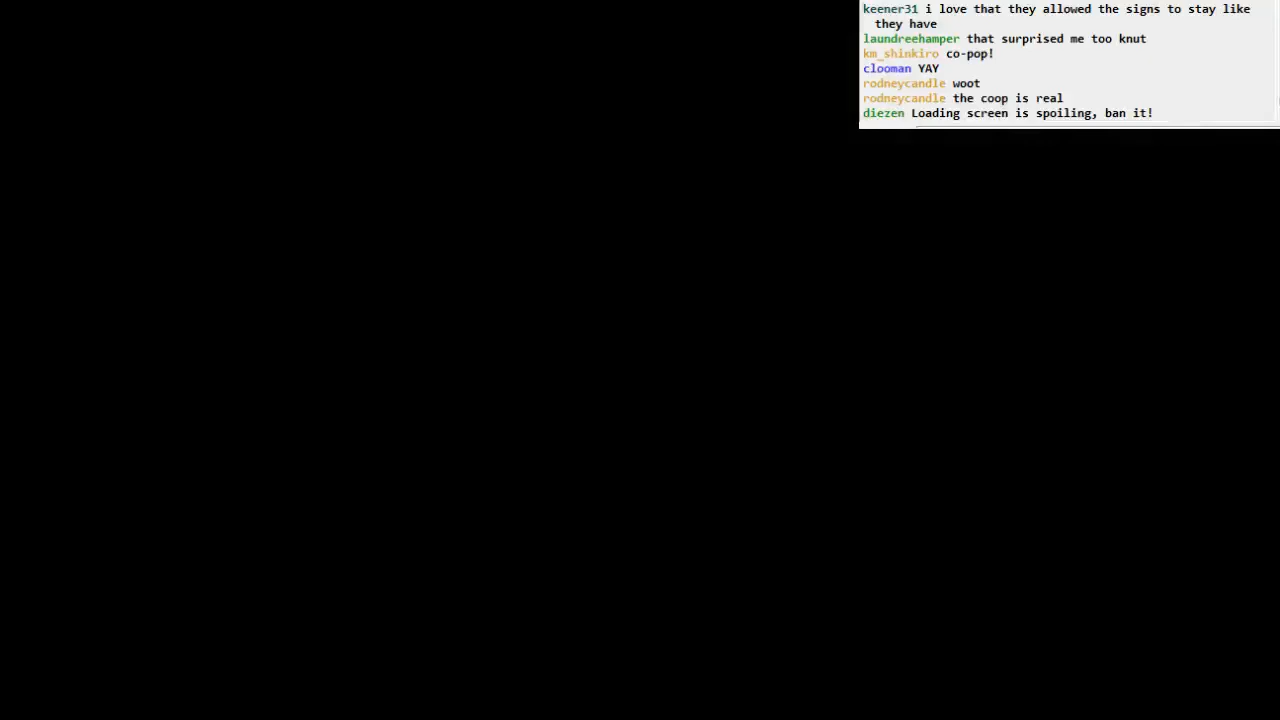 keener31 i love that they allowed the signs to stay like
they have
laundreehamper that surprised me too knut
km_shinkiro co-pop!
clooman YAY
rodneycandle woot
rodneycandle the coop is real
diezen Loading screen is spoiling, ban it!